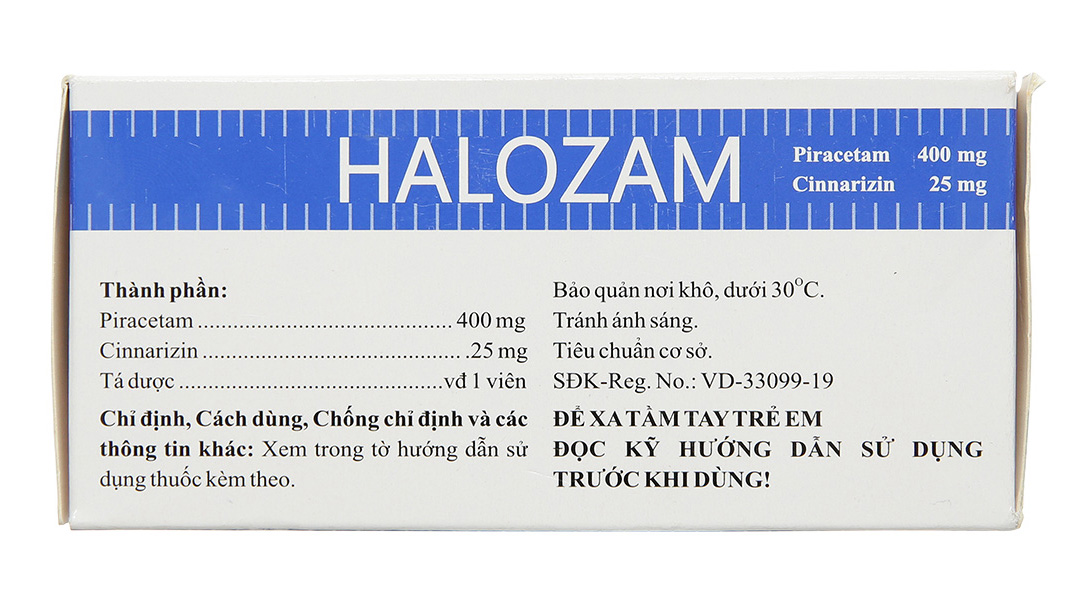 HALOZAM
Piracetam 400 mg
Cinnarizin 25 mg
Thành phần:
Piracetam ............................................ 400 mg
Cinnarizin ............................................ .25 mg
Tá dược .............................................vđ 1 viên
Chỉ định, Cách dùng, Chống chỉ định và các
thông tin khác: Xem trong tờ hướng dẫn sử
dụng thuốc kèm theo.
Bảo quản nơi khô, dưới 30°C.
Tránh ánh sáng.
Tiêu chuẩn cơ sở.
SĐK-Reg. No.: VD-33099-19
ĐỂ XA TẦM TAY TRẺ EM
ĐỌC KỸ HƯỚNG DẪN SỬ DỤNG
TRƯỚC KHI DÙNG!